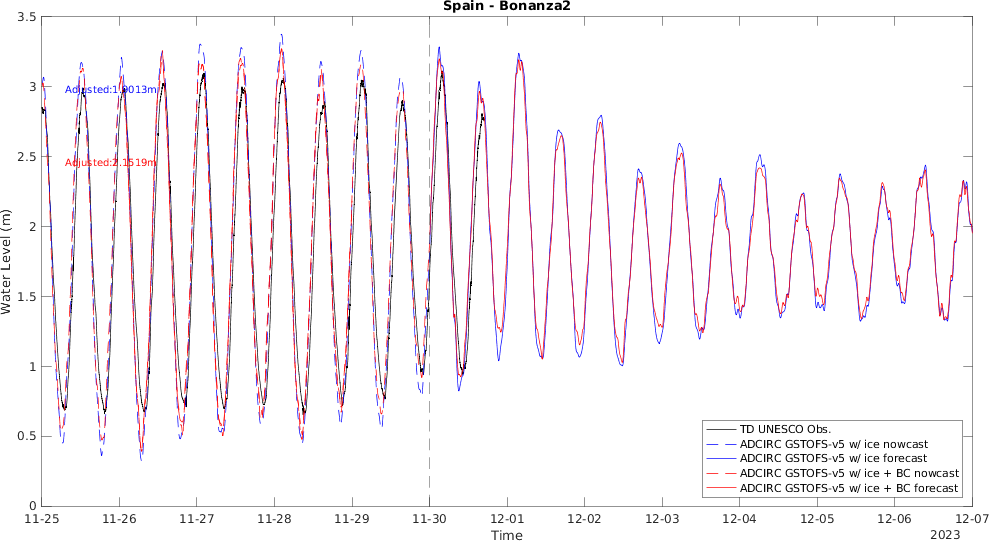 Spain - Bonanza2
Water Level (m)
3.5
3
2.5
2
1.5
1
0.5
0
Adjusted:1.9013m
Adjusted:2.1519m
TD UNESCO Obs.
ADCIRC GSTOFS-v5 w/ ice nowcast
ADCIRC GSTOFS-v5 w/ ice forecast
ADCIRC GSTOFS-v5 w/ ice + BC nowcast
ADCIRC GSTOFS-v5 w/ ice + BC forecast
11-25 11-26 11-27 11-28 11-29 11-30 12-01 12-02 12-03 12-04 12-05 12-06 12-07
Time
2023